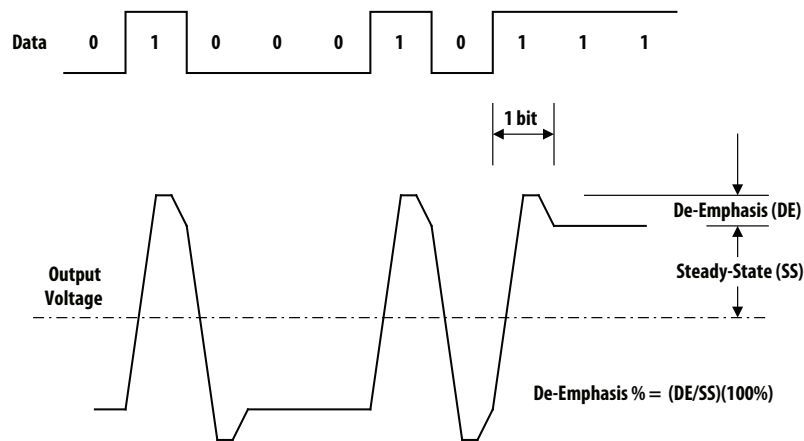 Data 0 1 0 0 0 1 0 1 1 1
1 bit
De-Emphasis (DE)
Steady-State (SS)
Output
Voltage
De-Emphasis % = (DE/SS)(100%)